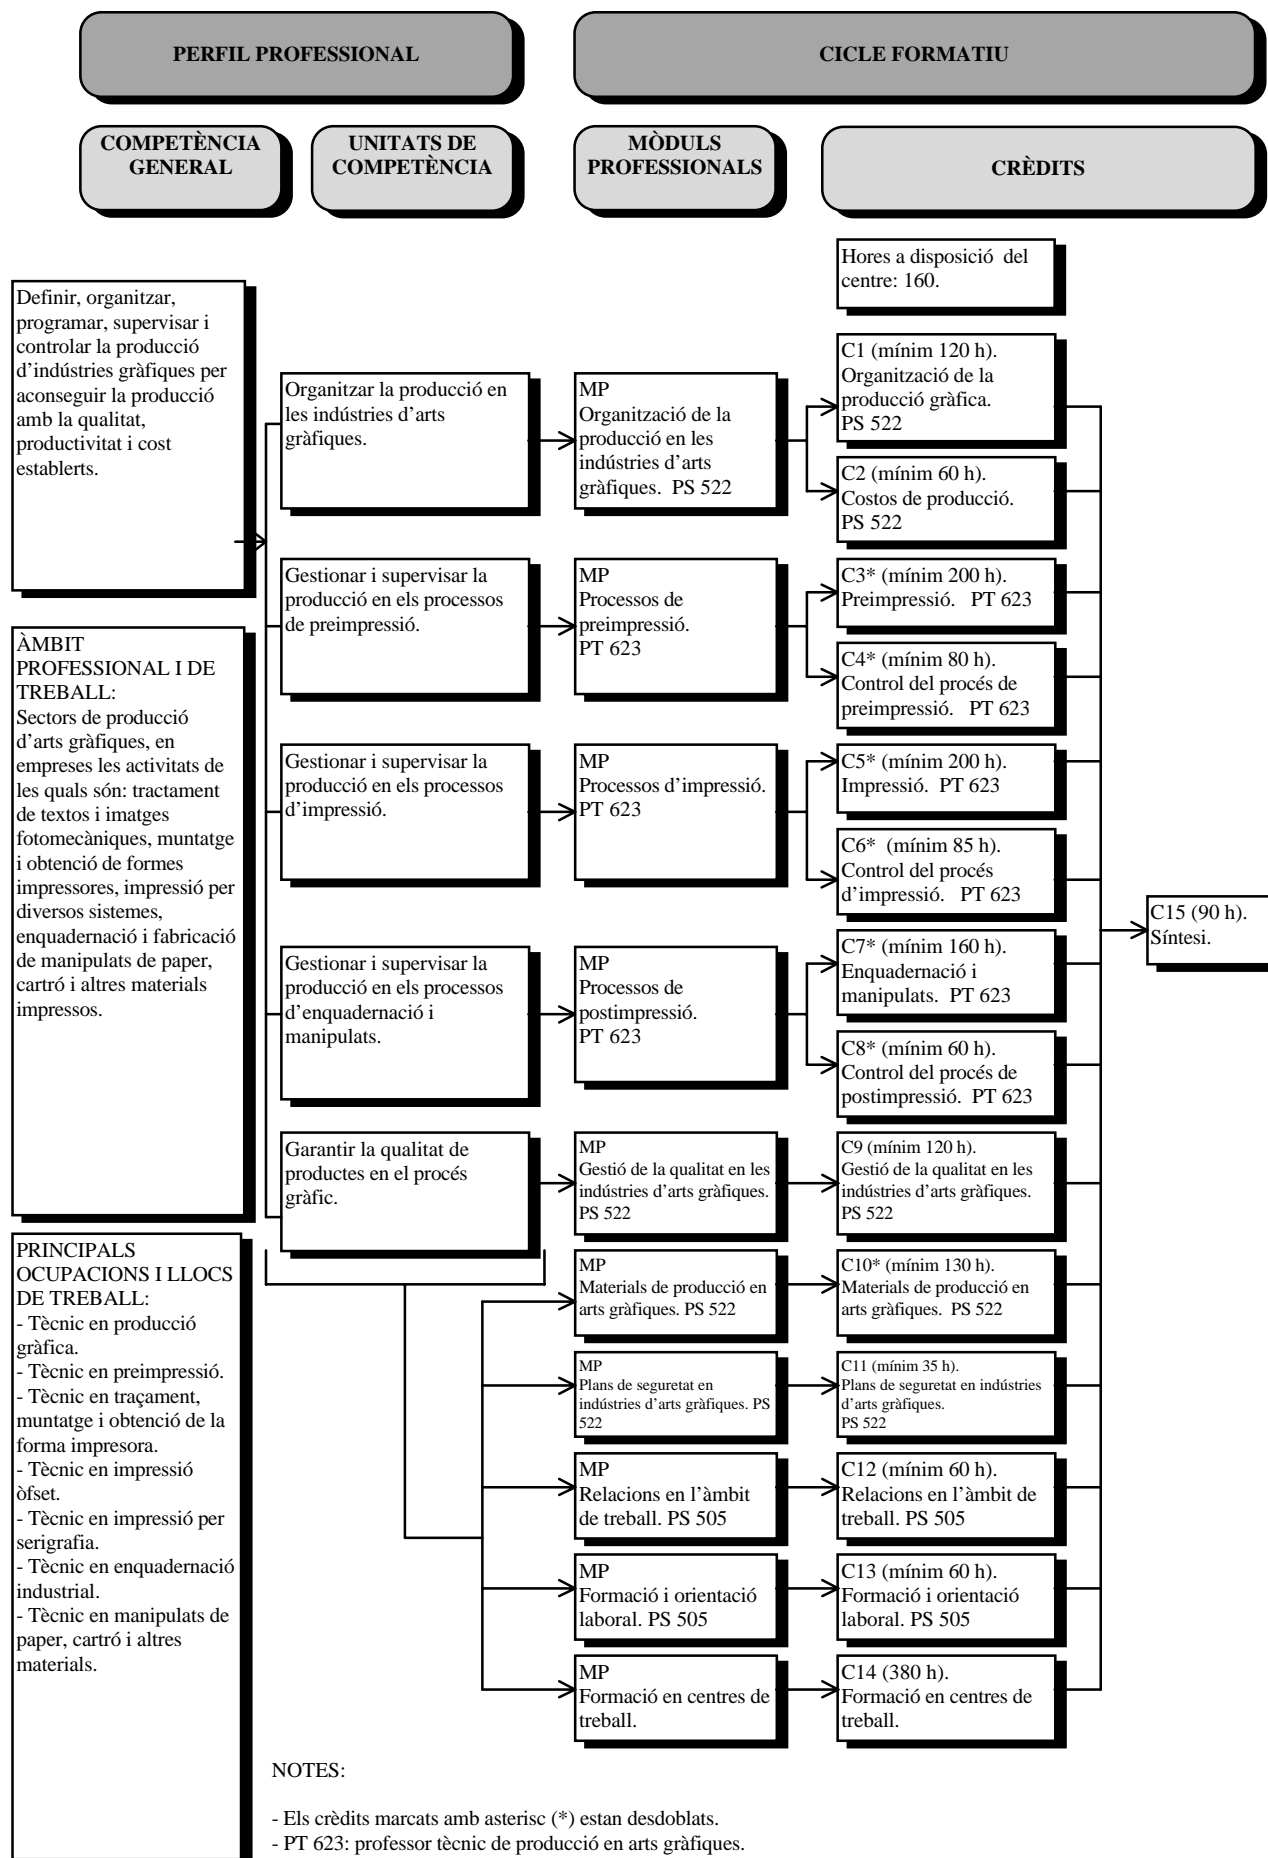 PERFIL PROFESSIONAL
CICLE FORMATIU
COMPETÈNCIA
GENERAL
UNITATS DE
COMPETÈNCIA
MÒDULS
PROFESSIONALS
CRÈDITS
Hores a disposició del
centre: 160.
Definir, organitzar,
programar, supervisar i
controlar la producció
d’indústries gràfiques per
aconseguir la producció
amb la qualitat,
productivitat i cost
establerts.
ÀMBIT
PROFESSIONAL I DE
TREBALL:
Sectors de producció
d’arts gràfiques, en
empreses les activitats de
les quals són: tractament
de textos i imatges
fotomecàniques, muntatge
i obtenció de formes
impressores, impressió per
diversos sistemes,
enquadernació i fabricació
de manipulats de paper,
cartró i altres materials
impressos.
PRINCIPALS
OCUPACIONS I LLOCS
DE TREBALL:
- Tècnic en producció
gràfica.
- Tècnic en preimpressió.
- Tècnic en traçament,
muntatge i obtenció de la
forma impresora.
- Tècnic en impressió
òfset.
- Tècnic en impressió per
serigrafia.
- Tècnic en enquadernació
industrial.
- Tècnic en manipulats de
paper, cartró i altres
materials.
Organitzar la producció en
les indústries d’arts
gràfiques.
Gestionar i supervisar la
producció en els processos
de preimpressió.
Gestionar i supervisar la
producció en els processos
d’impressió.
Gestionar i supervisar la
producció en els processos
d’enquadernació i
manipulats.
Garantir la qualitat de
productes en el procés
gràfic.
MP
Organització de la
producció en les
indústries d’arts
gràfiques. PS 522
MP
Processos de
preimpressió.
PT 623
MP
Processos d’impressió.
PT 623
MP
Processos de
postimpressió.
PT 623
MP
Gestió de la qualitat en les
indústries d’arts gràfiques.
PS 522
MP
Materials de producció en
arts gràfiques. PS 522
MP
Plans de seguretat en
indústries d’arts gràfiques. PS
522
MP
Relacions en l’àmbit
de treball. PS 505
MP
Formació i orientació
laboral. PS 505
MP
Formació en centres de
treball.
C1 (mínim 120 h).
Organització de la
producció gràfica.
PS 522
C2 (mínim 60 h).
Costos de producció.
PS 522
C3* (mínim 200 h).
Preimpressió. PT 623
C4* (mínim 80 h).
Control del procés de
preimpressió. PT 623
C5* (mínim 200 h).
Impressió. PT 623
C6* (mínim 85 h).
Control del procés
d’impressió. PT 623
C7* (mínim 160 h).
Enquadernació i
manipulats. PT 623
C8* (mínim 60 h).
Control del procés de
postimpressió. PT 623
C9 (mínim 120 h).
Gestió de la qualitat en les
indústries d’arts gràfiques.
PS 522
C10* (mínim 130 h).
Materials de producció en
arts gràfiques. PS 522
C11 (mínim 35 h).
Plans de seguretat en indústries
d’arts gràfiques.
PS 522
C12 (mínim 60 h).
Relacions en l’àmbit de
treball. PS 505
C13 (mínim 60 h).
Formació i orientació
laboral. PS 505
C14 (380 h).
Formació en centres de
treball.
C15 (90 h).
Síntesi.
NOTES:
- Els crèdits marcats amb asterisc (*) estan desdoblats.
- PT 623: professor tècnic de producció en arts gràfiques.